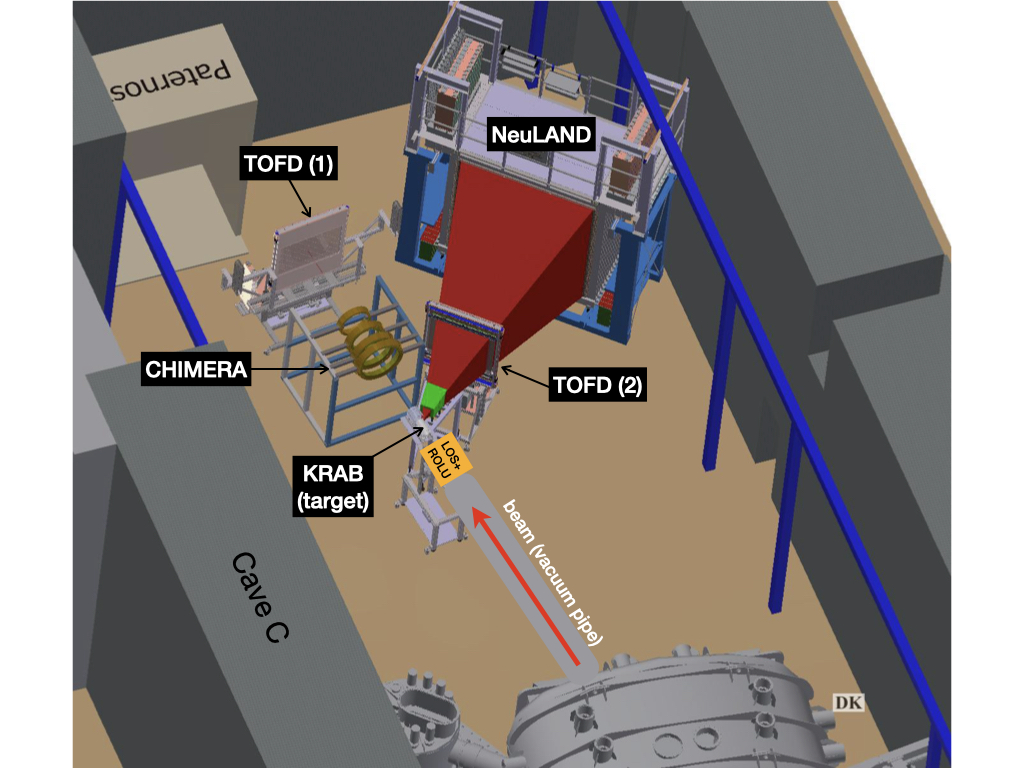 Paternos
NeuLAND
TOFD (1)
CHIMERA
TOFD (2)
KRAB
(target)
LOS+
ROLU
beam (vacuum pipe)
Cave C
DK